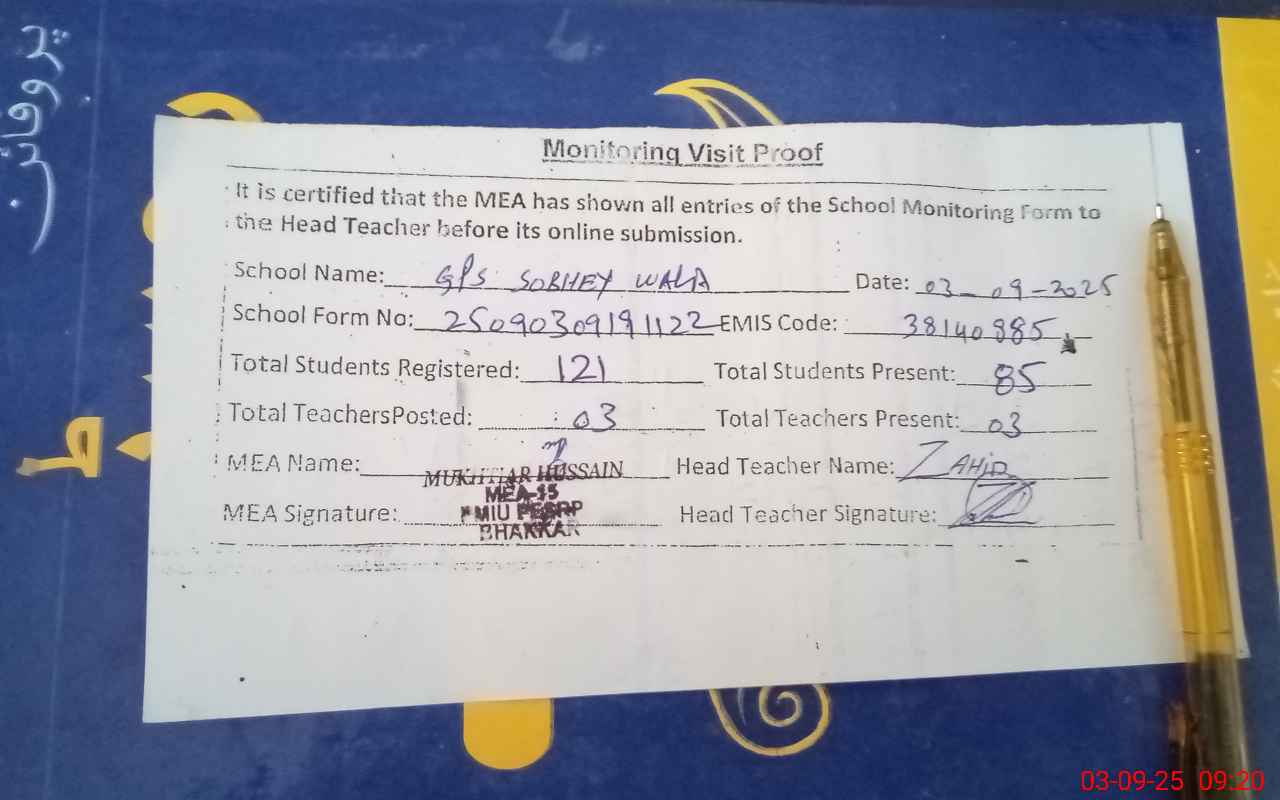 پروفائن
Monitoring Visit Proof
It is certified that the MEA has shown all entries of the School Monitoring Form to
the Head Teacher before its online submission.
School Name: GPS SOBHEY WALA Date: 03-09-2025
School Form No: 25090309191122 EMIS Code: 38140885
Total Students Registered: 121 Total Students Present: 85
Total TeachersPosted: 03 Total Teachers Present: 03
MEA Name: MUKHTIAR HUSSAIN Head Teacher Name: ZAHID
MEA-15
MEA Signature: PMIU PESRP Head Teacher Signature:
BHAKKAR
03-09-25 09:20